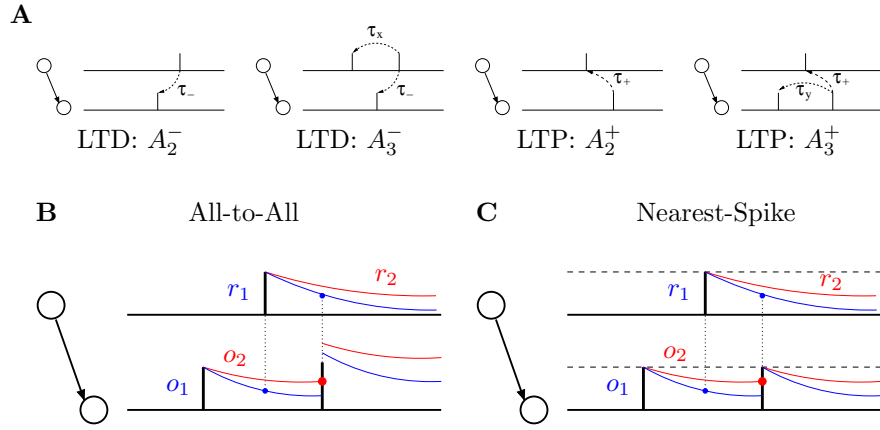 A
τₓ τ₋ τ₋ τ₊ τ_y τ₊
LTD: A₂⁻ LTD: A₃⁻ LTP: A₂⁺ LTP: A₃⁺
B All-to-All C Nearest-Spike
r₁ r₂ r₁ r₂
o₁ o₂ o₁ o₂